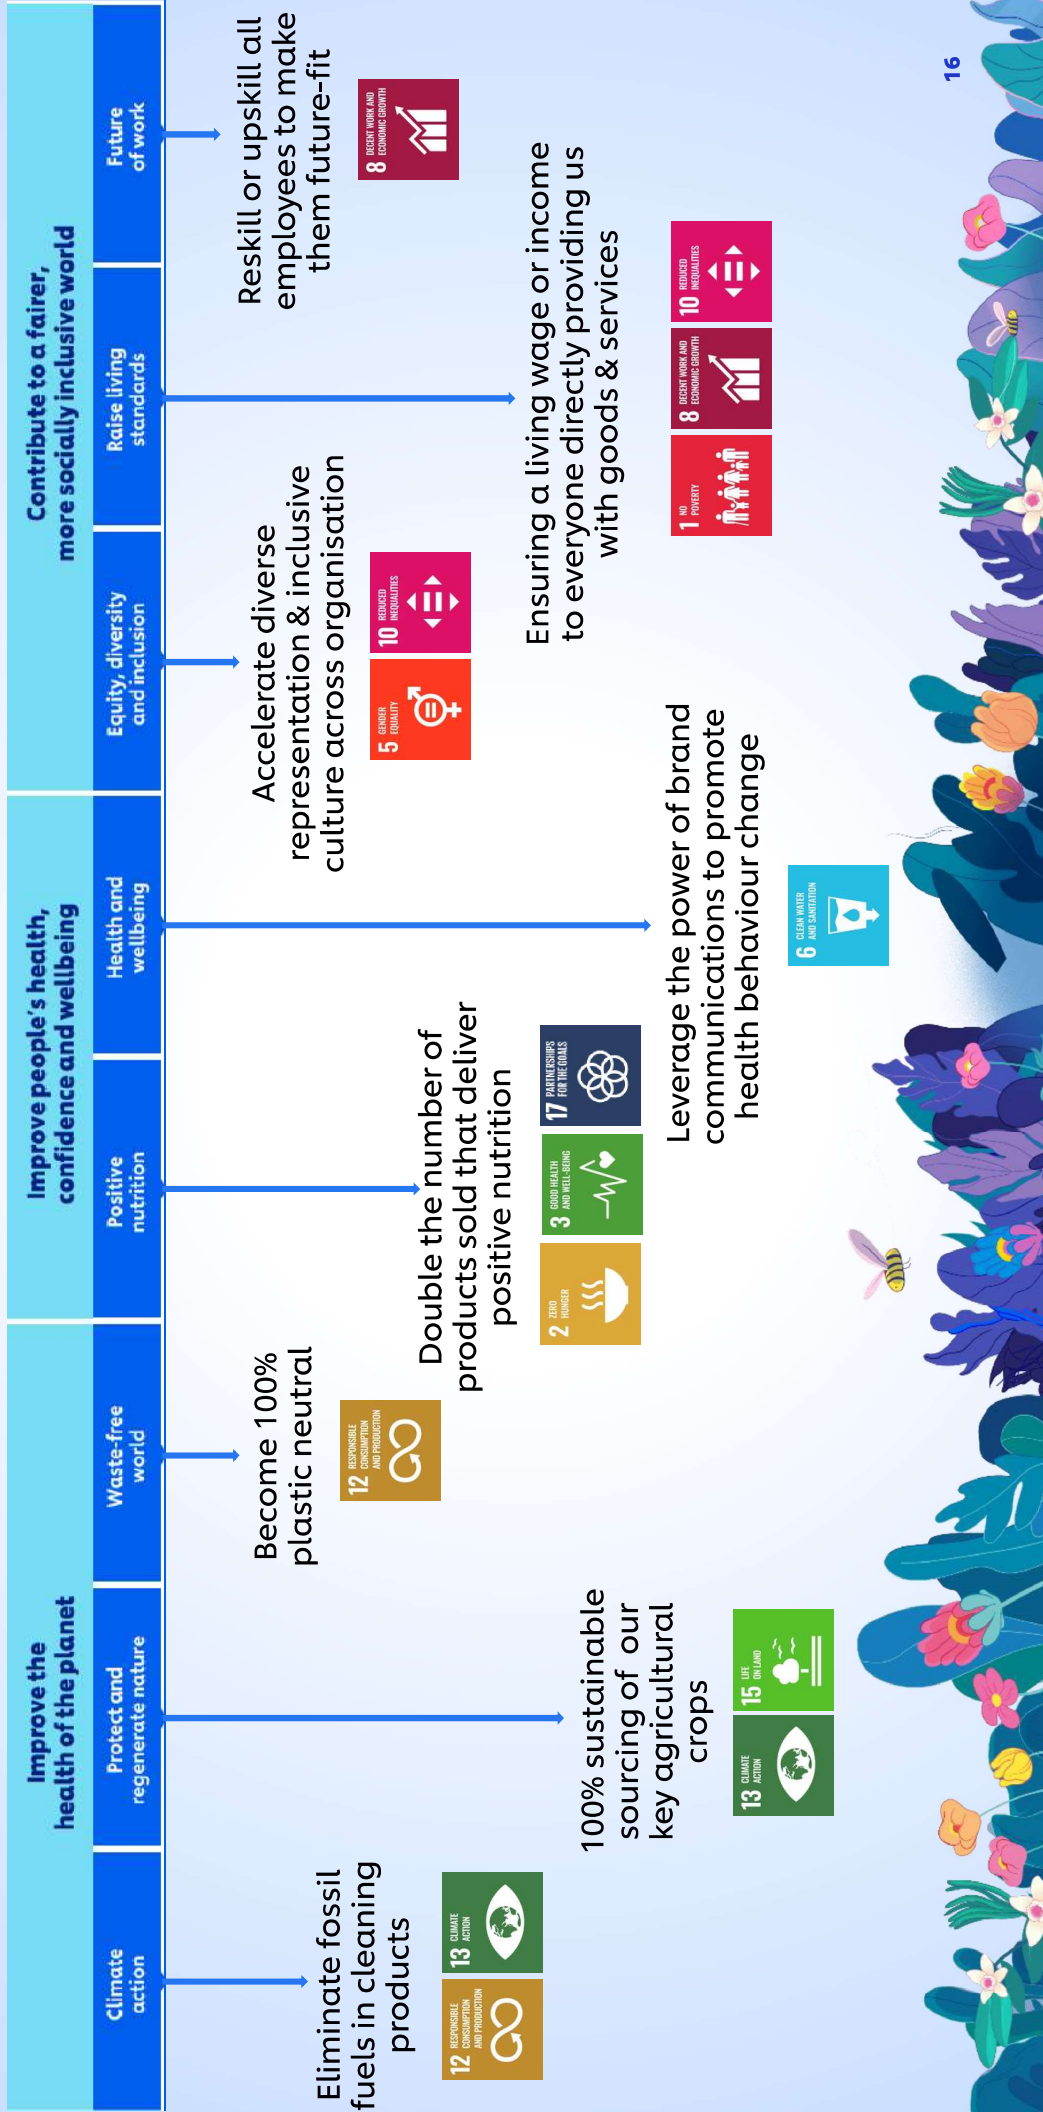 Improve the
health of the planet
Improve people's health,
confidence and wellbeing
Contribute to a fairer,
more socially inclusive world
Climate
action
Protect and
regenerate nature
Waste-free
world
Positive
nutrition
Health and
wellbeing
Equity, diversity
and inclusion
Raise living
standards
Future
of work
Eliminate fossil
fuels in cleaning
products
12 RESPONSIBLE
CONSUMPTION
AND PRODUCTION
13 CLIMATE
ACTION
100% sustainable
sourcing of our
key agricultural
crops
13 CLIMATE
ACTION
15 LIFE
ON LAND
Become 100%
plastic neutral
12 RESPONSIBLE
CONSUMPTION
AND PRODUCTION
Double the number of
products sold that deliver
positive nutrition
2 ZERO
HUNGER
3 GOOD HEALTH
AND WELL-BEING
17 PARTNERSHIPS
FOR THE GOALS
Leverage the power of brand
communications to promote
health behaviour change
6 CLEAN WATER
AND SANITATION
Accelerate diverse
representation & inclusive
culture across organisation
5 GENDER
EQUALITY
10 REDUCED
INEQUALITIES
Ensuring a living wage or income
to everyone directly providing us
with goods & services
1 NO
POVERTY
8 DECENT WORK AND
ECONOMIC GROWTH
10 REDUCED
INEQUALITIES
Reskill or upskill all
employees to make
them future-fit
8 DECENT WORK AND
ECONOMIC GROWTH
16